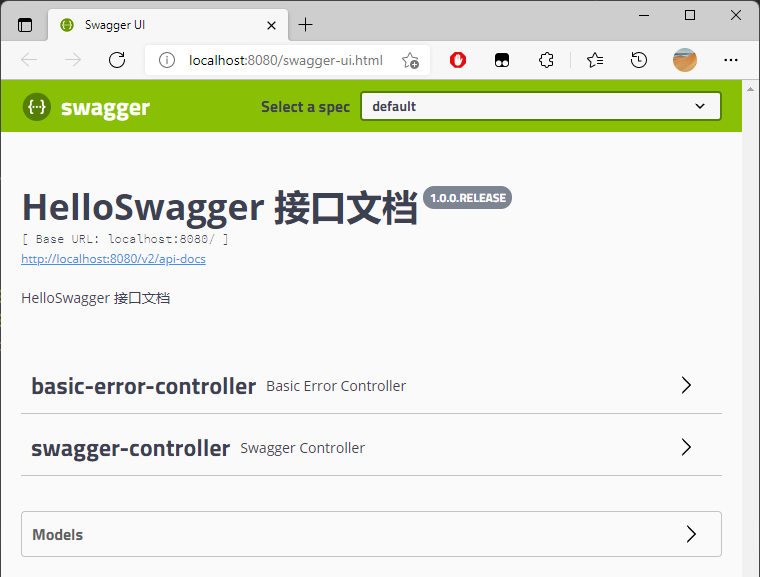 Swagger UI
localhost:8080/swagger-ui.html
swagger
Select a spec
default
HelloSwagger 接口文档 1.0.0.RELEASE
[ Base URL: localhost:8080/ ]
http://localhost:8080/v2/api-docs
HelloSwagger 接口文档
basic-error-controller Basic Error Controller
swagger-controller Swagger Controller
Models